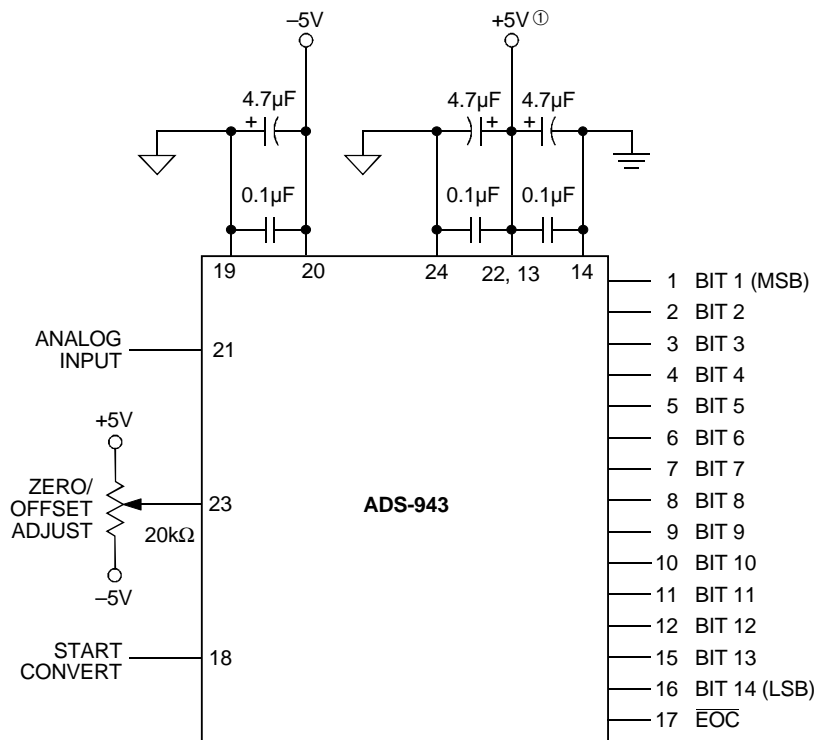 –5V
+5V ①
4.7µF
+
4.7µF
+
4.7µF
+
0.1µF
0.1µF
0.1µF
19
20
24
22, 13
14
ANALOG
INPUT
21
+5V
ZERO/
OFFSET
ADJUST
20kΩ
23
–5V
START
CONVERT
18
ADS-943
1 BIT 1 (MSB)
2 BIT 2
3 BIT 3
4 BIT 4
5 BIT 5
6 BIT 6
7 BIT 7
8 BIT 8
9 BIT 9
10 BIT 10
11 BIT 11
12 BIT 12
15 BIT 13
16 BIT 14 (LSB)
17 E̅O̅C̅